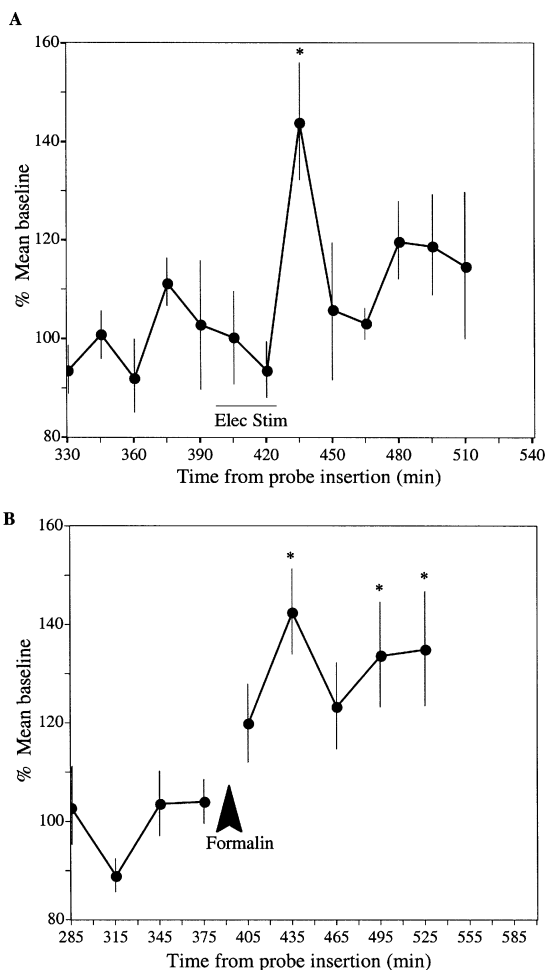 A
160
*
140
120
100
80
% Mean baseline
Elec Stim
330 360 390 420 450 480 510 540
Time from probe insertion (min)
B
160
* * *
140
120
100
80
% Mean baseline
Formalin
285 315 345 375 405 435 465 495 525 555 585
Time from probe insertion (min)